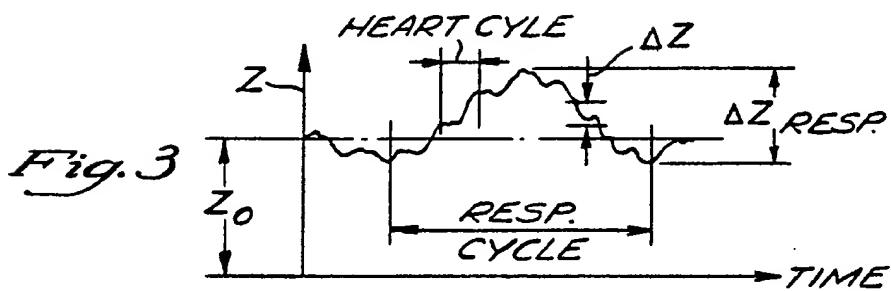 HEART CYLE
ΔZ
Z
ΔZ RESP.
Fig. 3
Z0
RESP.
CYCLE
TIME